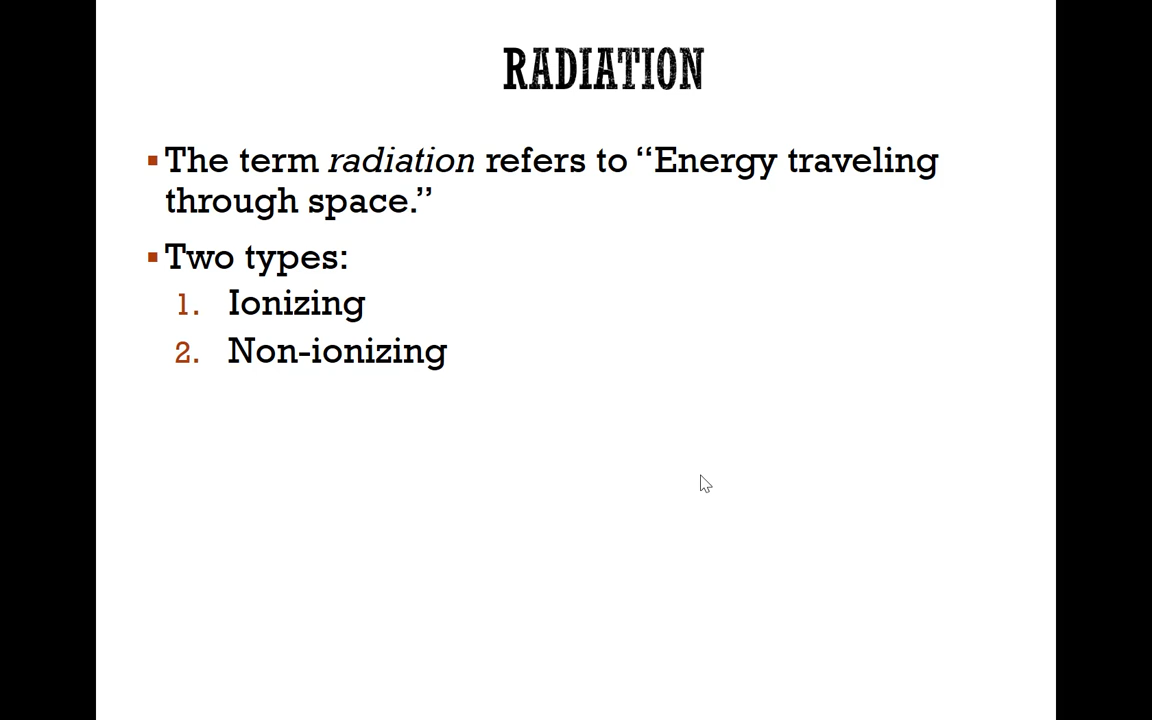 RADIATION
▪The term radiation refers to “Energy traveling
through space.”
▪Two types:
1. Ionizing
2. Non-ionizing